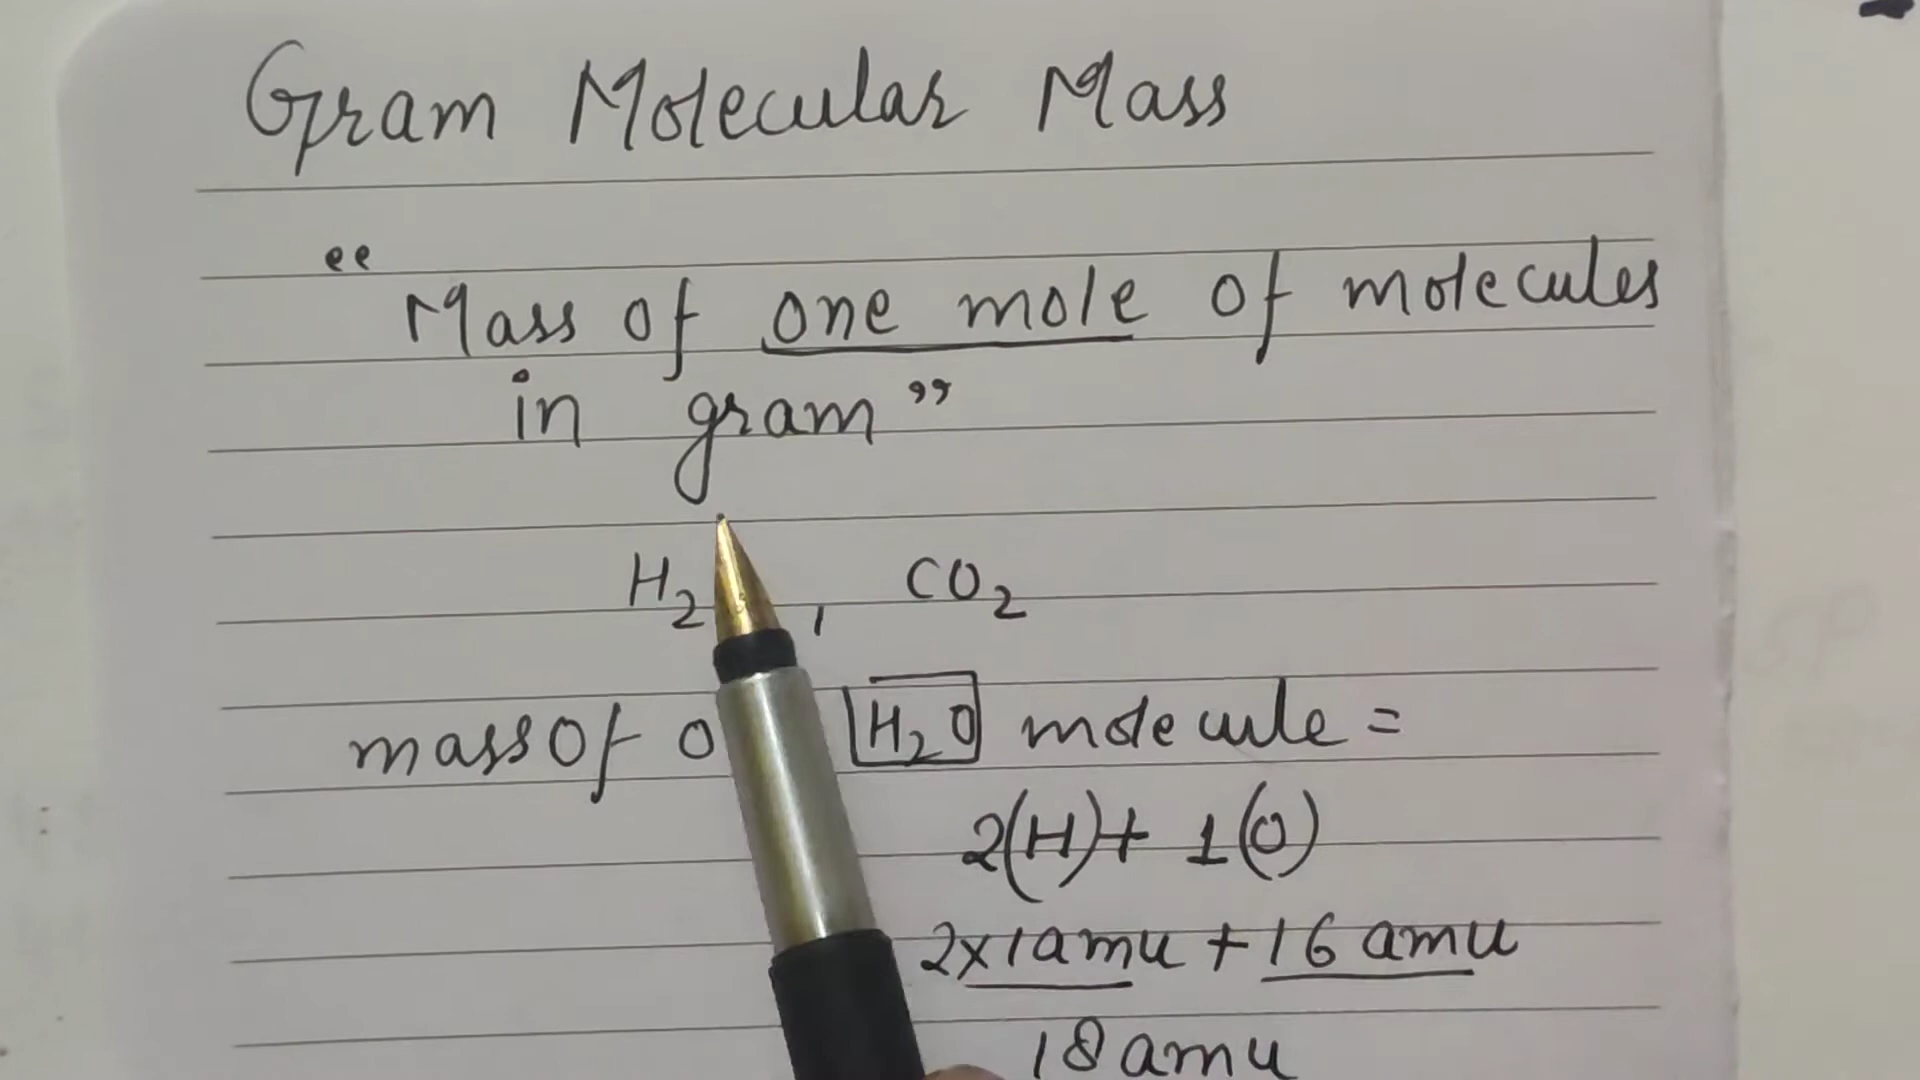 Gram Molecular Mass
“Mass of one mole of molecules
in gram”
H₂ , CO₂
mass of H₂O molecule =
2(H) + 1(O)
2x1amu + 16 amu
18 amu